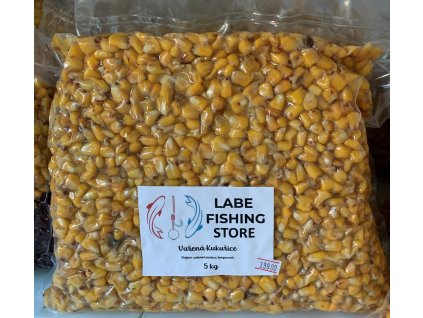 LABE
FISHING
STORE
Vařená Kukuřice
5 kg
199,00